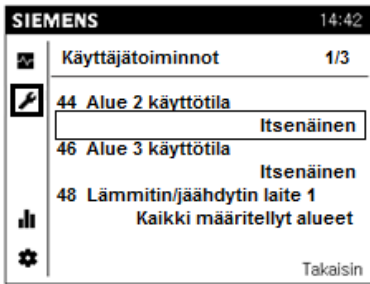 SIEMENS 14:42
Käyttäjätoiminnot 1/3
44 Alue 2 käyttötila
Itsenäinen
46 Alue 3 käyttötila
Itsenäinen
48 Lämmitin/jäähdytin laite 1
Kaikki määritellyt alueet
Takaisin